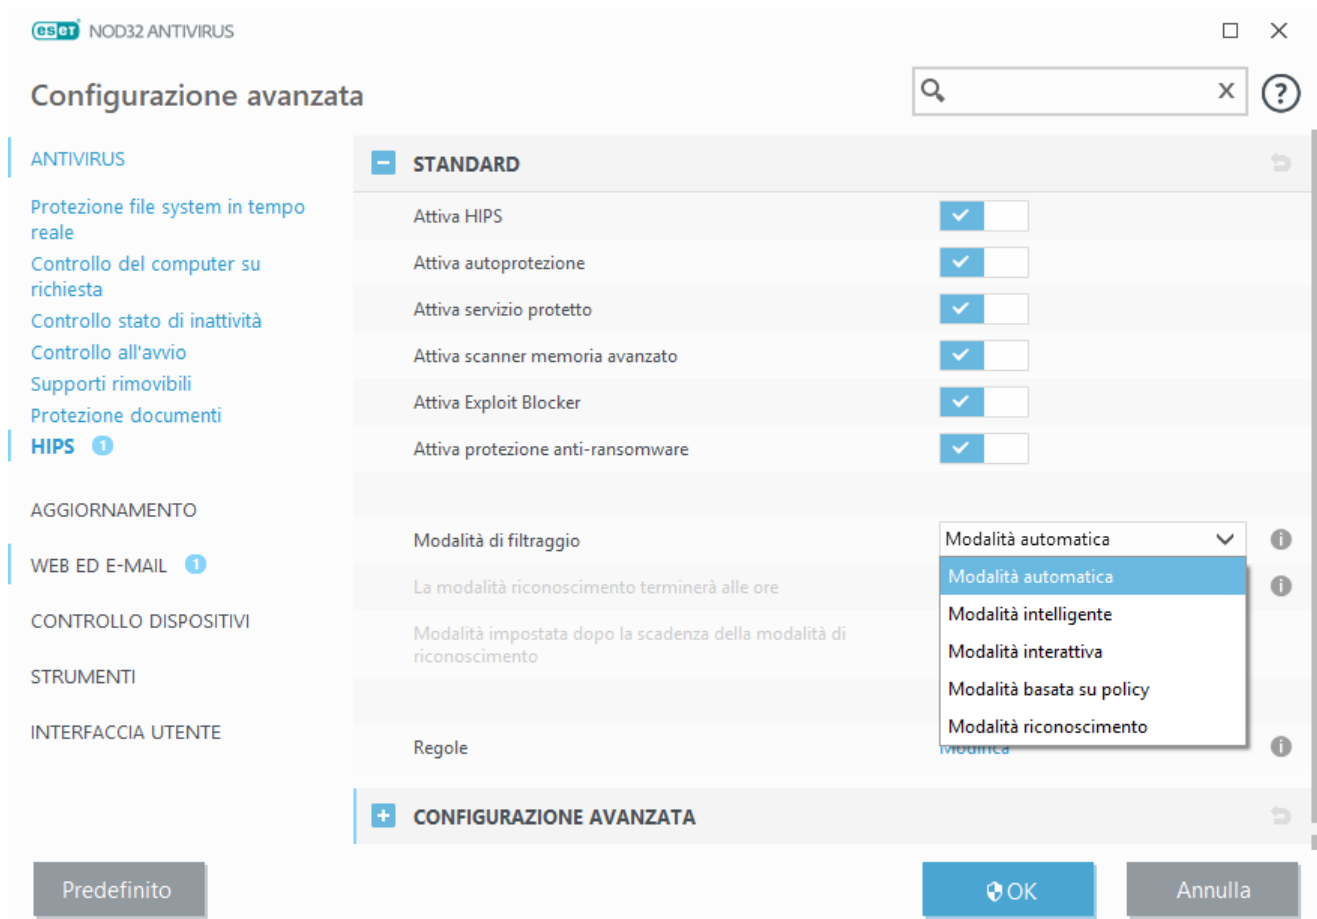 eset NOD32 ANTIVIRUS
Configurazione avanzata
ANTIVIRUS
Protezione file system in tempo
reale
Controllo del computer su
richiesta
Controllo stato di inattività
Controllo all'avvio
Supporti rimovibili
Protezione documenti
HIPS 1
AGGIORNAMENTO
WEB ED E-MAIL 1
CONTROLLO DISPOSITIVI
STRUMENTI
INTERFACCIA UTENTE
STANDARD
Attiva HIPS
Attiva autoprotezione
Attiva servizio protetto
Attiva scanner memoria avanzato
Attiva Exploit Blocker
Attiva protezione anti-ransomware
Modalità di filtraggio
Modalità automatica
Modalità automatica
Modalità intelligente
Modalità interattiva
Modalità basata su policy
Modalità riconoscimento
La modalità riconoscimento terminerà alle ore
Modalità impostata dopo la scadenza della modalità di
riconoscimento
Regole
Modifica
CONFIGURAZIONE AVANZATA
Predefinito
OK
Annulla